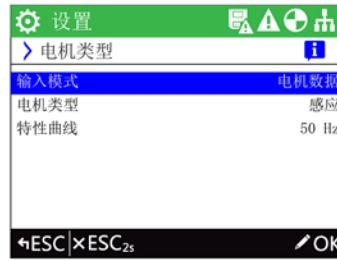 设置
电机类型
输入模式 电机数据
电机类型 感应
特性曲线 50 Hz
ESC ×ESC2s OK